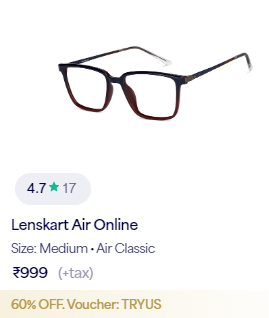 4.7★ 17
Lenskart Air Online
Size: Medium • Air Classic
₹999 (+tax)
60% OFF. Voucher: TRYUS